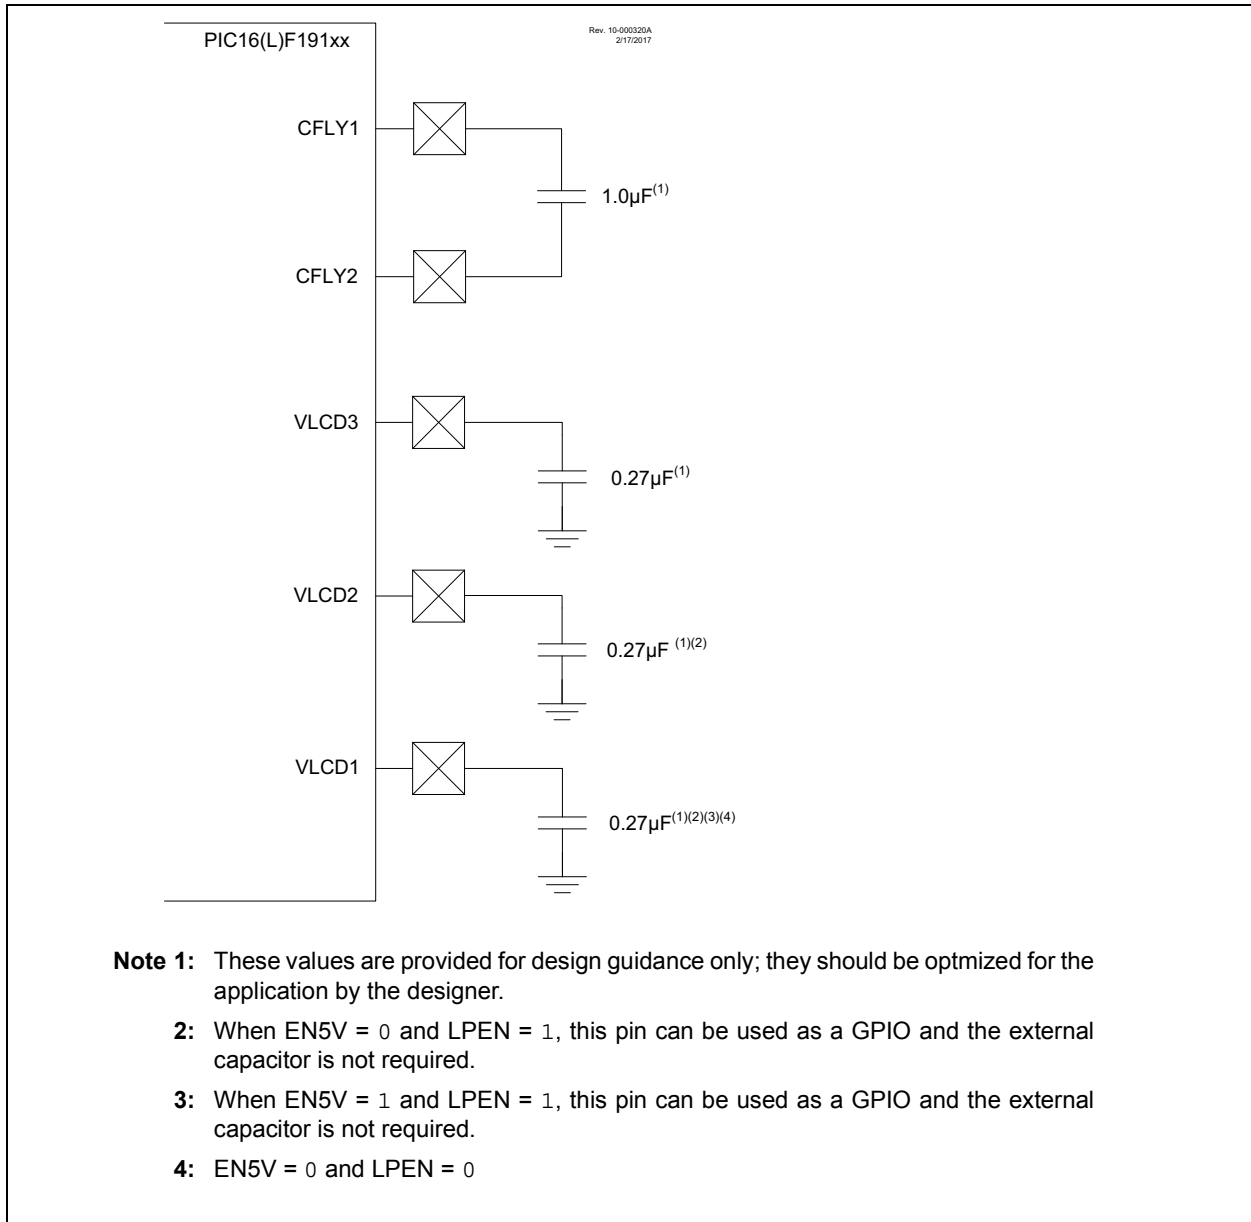 PIC16(L)F191xx
Rev. 10-000320A
2/17/2017
CFLY1
1.0µF(1)
CFLY2
VLCD3
0.27µF(1)
VLCD2
0.27µF (1)(2)
VLCD1
0.27µF(1)(2)(3)(4)
Note 1: These values are provided for design guidance only; they should be optmized for the
application by the designer.
2: When EN5V = 0 and LPEN = 1, this pin can be used as a GPIO and the external
capacitor is not required.
3: When EN5V = 1 and LPEN = 1, this pin can be used as a GPIO and the external
capacitor is not required.
4: EN5V = 0 and LPEN = 0